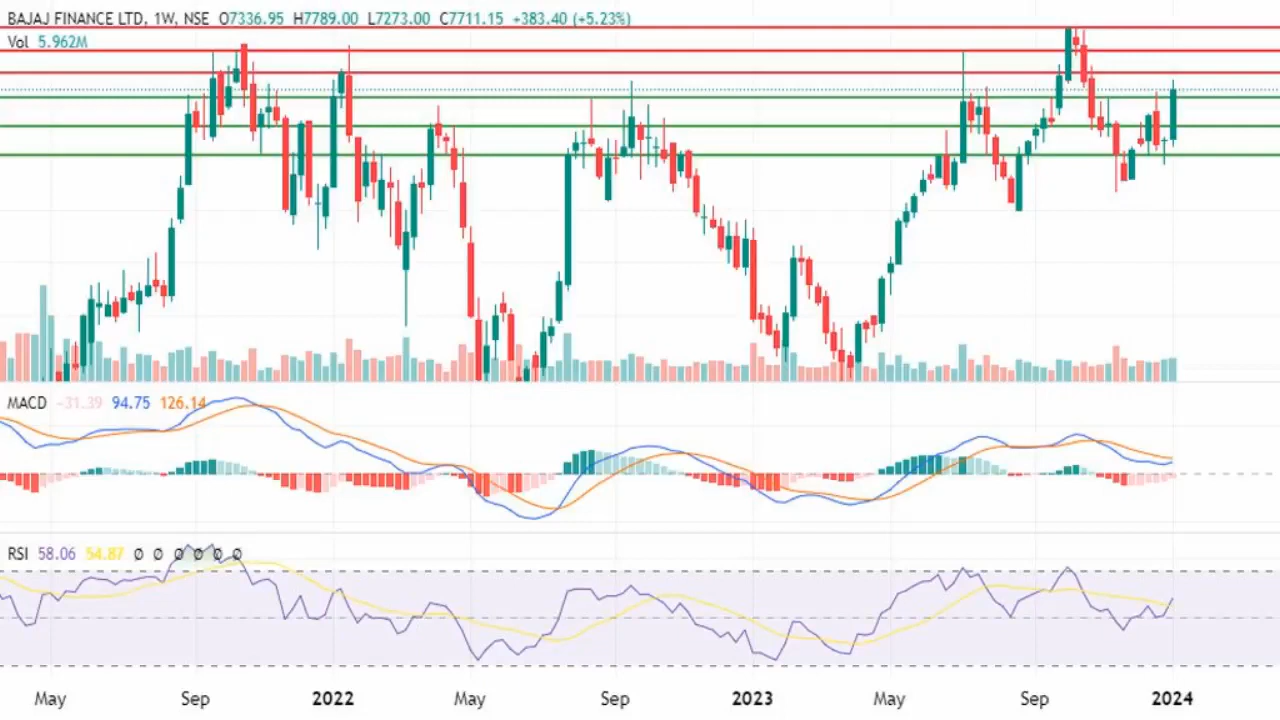 BAJAJ FINANCE LTD, 1W, NSE O7336.95 H7789.00 L7273.00 C7711.15 +383.40 (+5.23%)
Vol 5.962M
MACD -31.39 94.75 126.14
RSI 58.06 54.87 Ø Ø Ø Ø Ø Ø
May Sep 2022 May Sep 2023 May Sep 2024